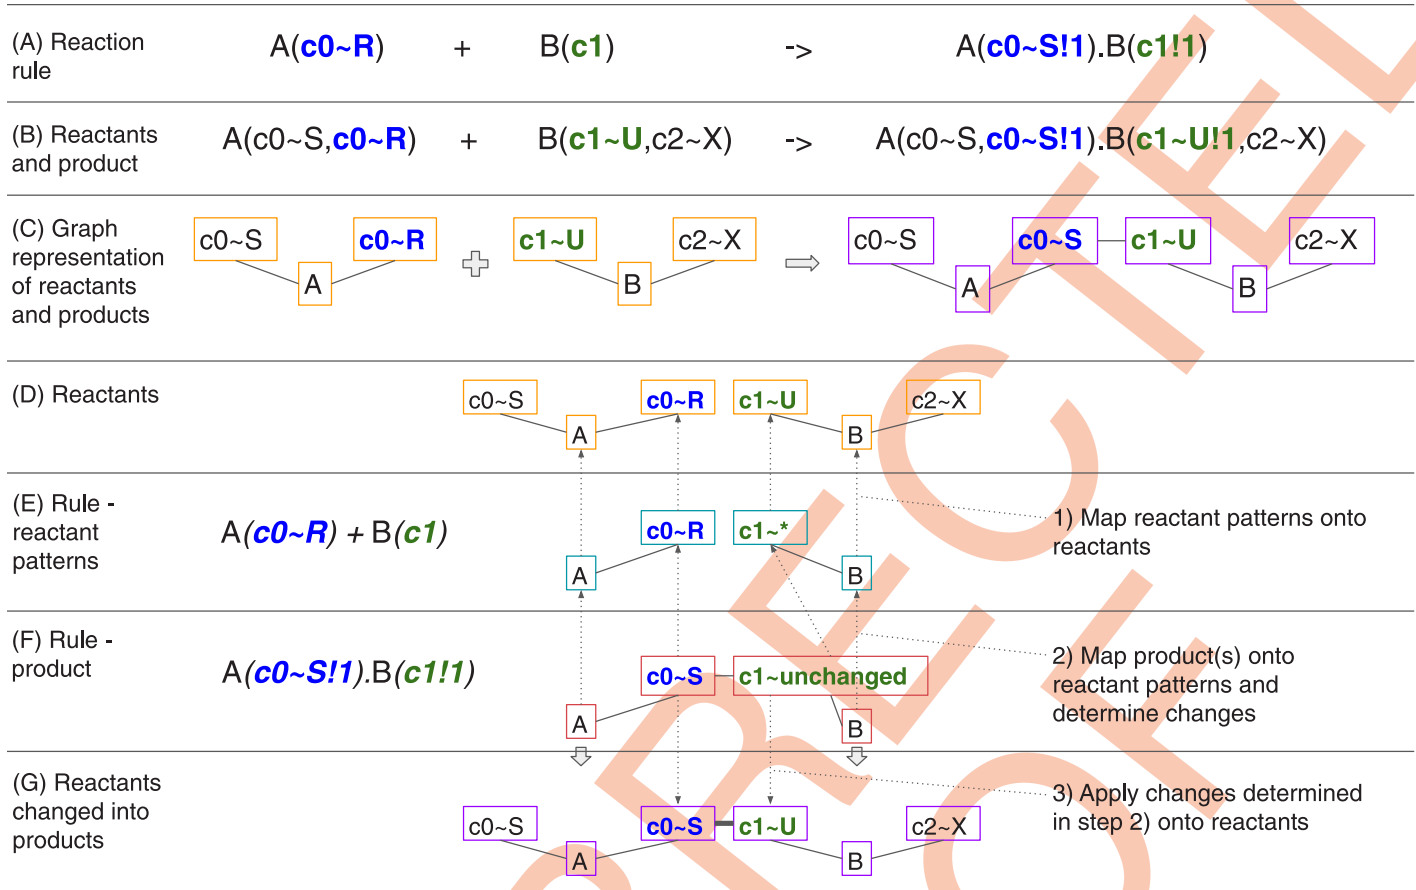 (A) Reaction
rule
A(c0~R) + B(c1) -> A(c0~S!1).B(c1!1)
(B) Reactants
and product
A(c0~S,c0~R) + B(c1~U,c2~X) -> A(c0~S,c0~S!1).B(c1~U!1,c2~X)
(C) Graph
representation
of reactants
and products
c0~S c0~R c1~U c2~X c0~S c0~S c1~U c2~X
A B A B
(D) Reactants
c0~S c0~R c1~U c2~X
A B
(E) Rule -
reactant
patterns
A(c0~R) + B(c1)
c0~R c1~*
A B
1) Map reactant patterns onto
reactants
(F) Rule -
product
A(c0~S!1).B(c1!1)
c0~S c1~unchanged
A B
2) Map product(s) onto
reactant patterns and
determine changes
(G) Reactants
changed into
products
c0~S c0~S c1~U c2~X
A B
3) Apply changes determined
in step 2) onto reactants